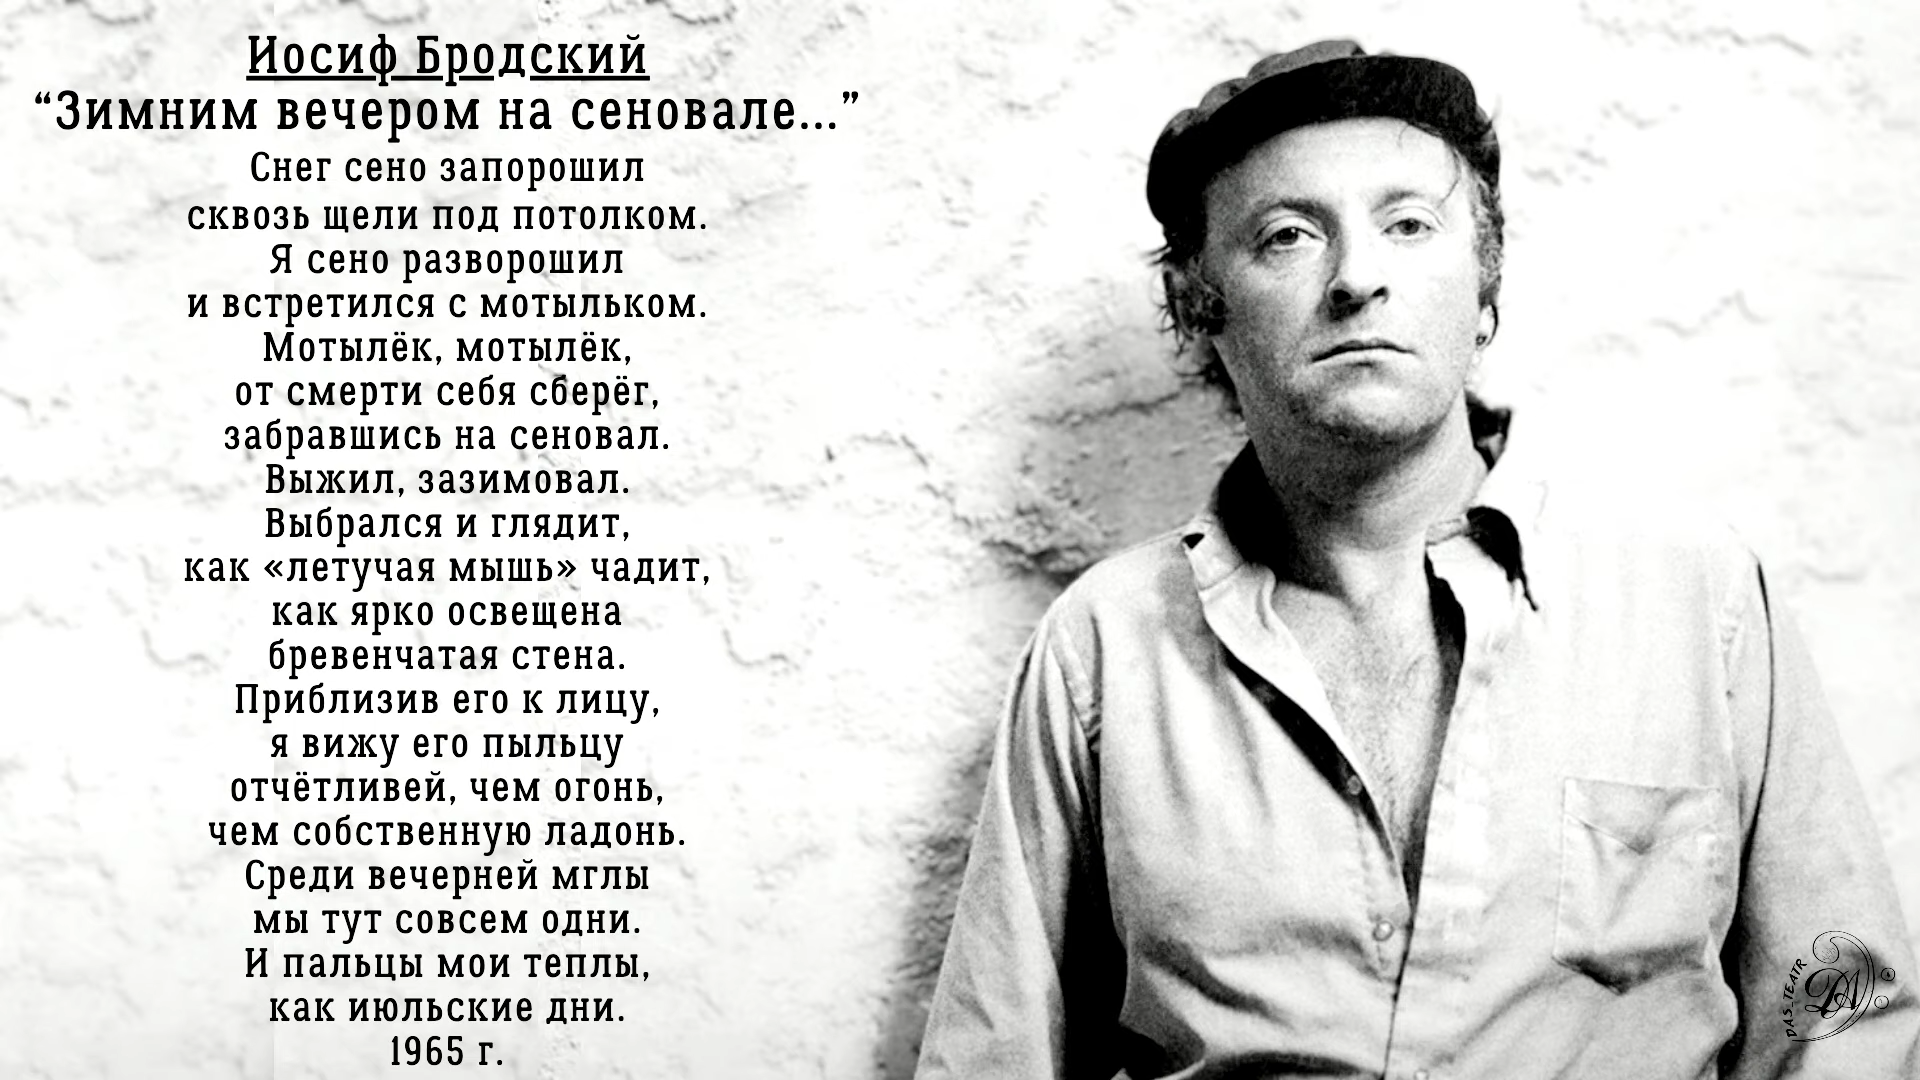 Иосиф Бродский
“Зимним вечером на сеновале...”
Снег сено запорошил
сквозь щели под потолком.
Я сено разворошил
и встретился с мотыльком.
Мотылёк, мотылёк,
от смерти себя сберёг,
забравшись на сеновал.
Выжил, зазимовал.
Выбрался и глядит,
как «летучая мышь» чадит,
как ярко освещена
бревенчатая стена.
Приблизив его к лицу,
я вижу его пыльцу
отчётливей, чем огонь,
чем собственную ладонь.
Среди вечерней мглы
мы тут совсем одни.
И пальцы мои теплы,
как июльские дни.
1965 г.
DAS-TEATR
DA